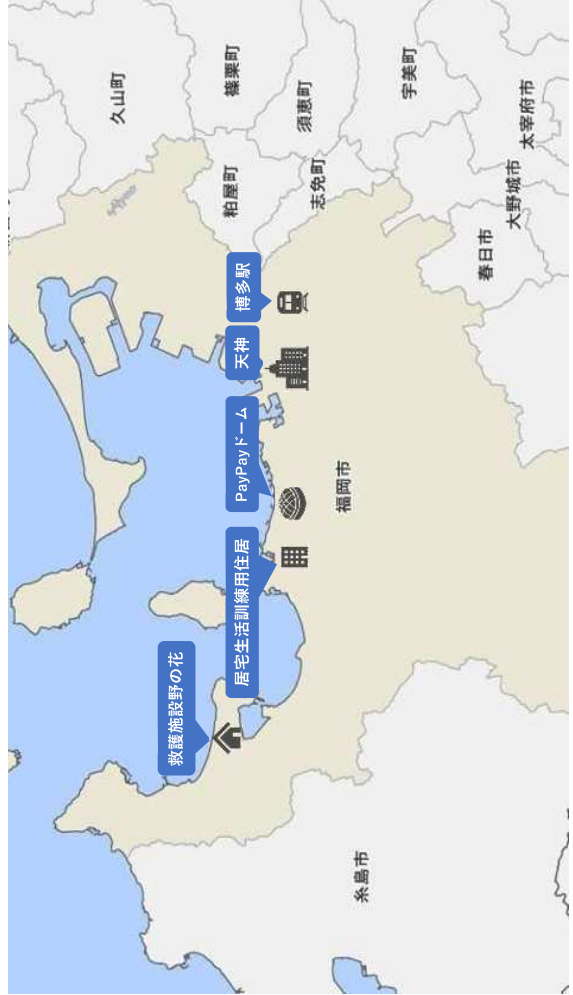 久山町
篠栗町
須恵町
宇美町
粕屋町
志免町
太宰府市
大野城市
春日市
博多駅
天神
PayPayドーム
居宅生活訓練用住居
救護施設野の花
福岡市
糸島市